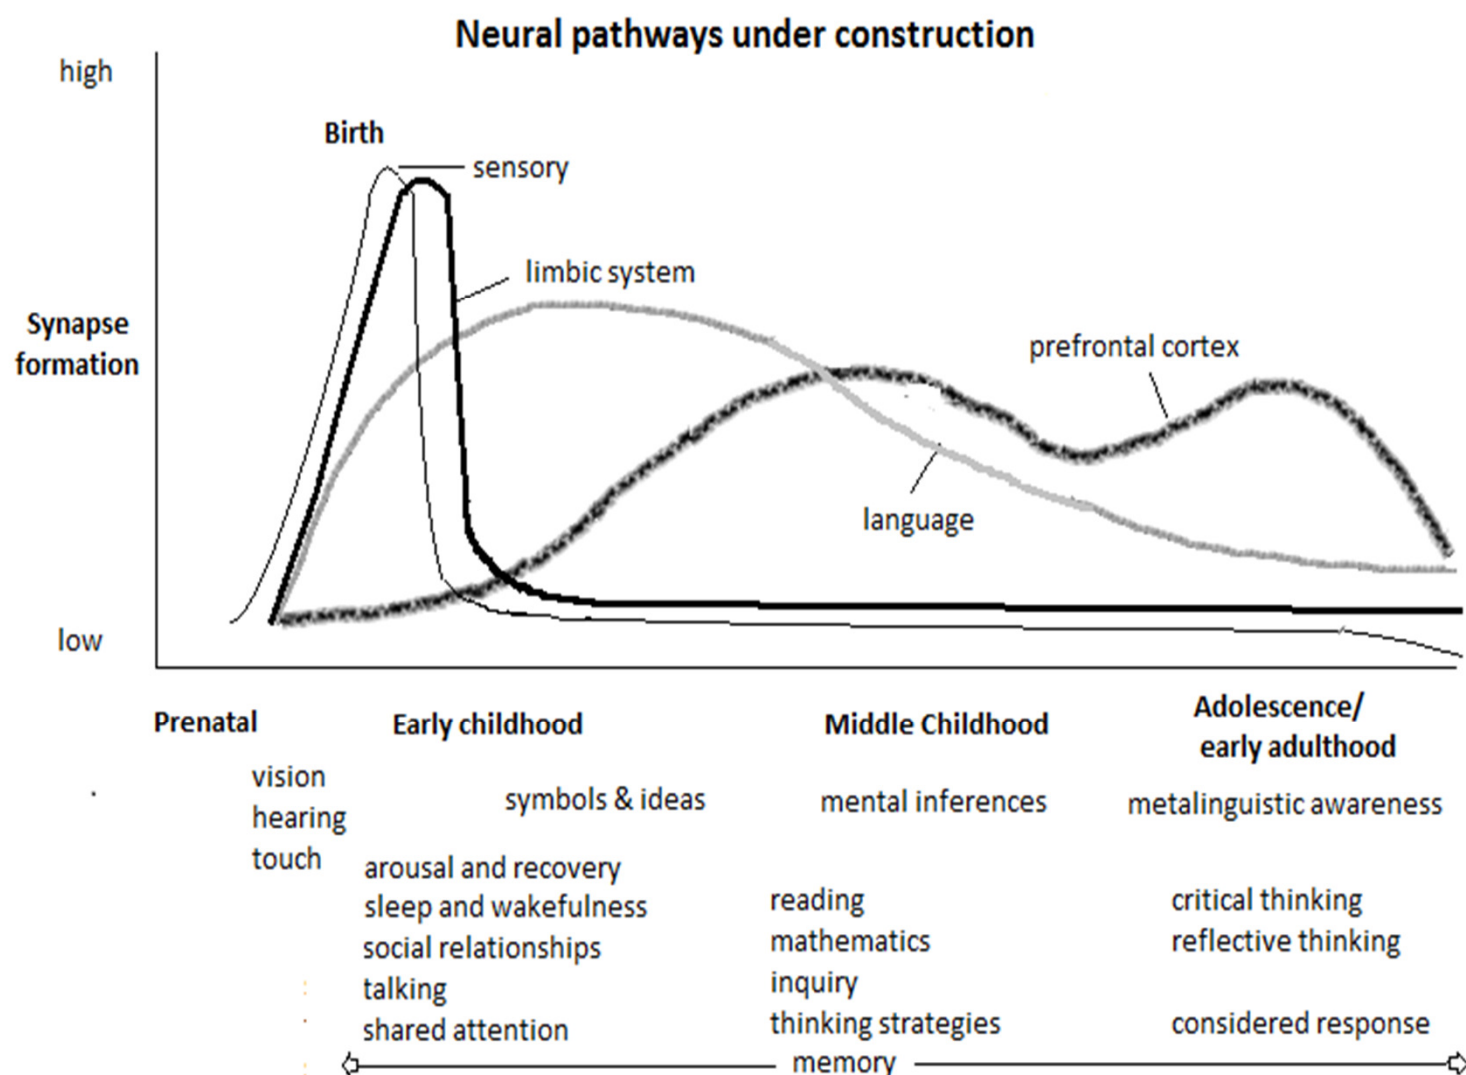 Neural pathways under construction
high
Birth
sensory
limbic system
Synapse
formation
prefrontal cortex
language
low
Prenatal
Early childhood
Middle Childhood
Adolescence/
early adulthood
vision
hearing
touch
symbols & ideas
mental inferences
metalinguistic awareness
arousal and recovery
sleep and wakefulness
social relationships
talking
shared attention
reading
mathematics
inquiry
thinking strategies
critical thinking
reflective thinking
considered response
memory